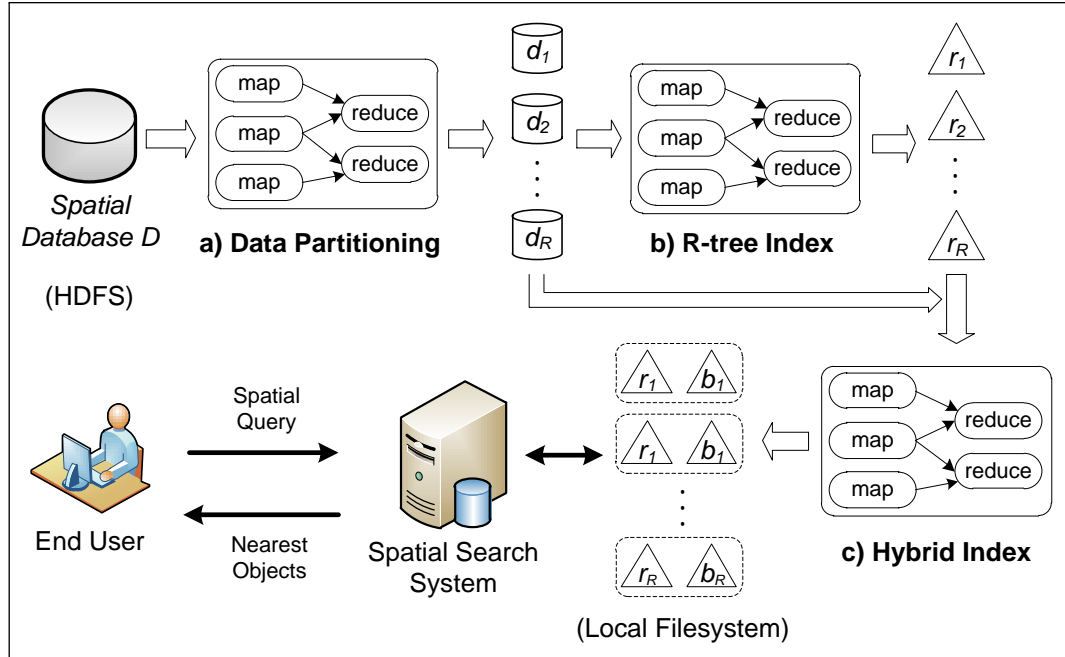 map
map
map
reduce
reduce
Spatial
Database D
(HDFS)
a) Data Partitioning
d1
d2
dR
map
map
map
reduce
reduce
b) R-tree Index
r1
r2
rR
map
map
map
reduce
reduce
c) Hybrid Index
r1 b1
r1 b1
rR bR
(Local Filesystem)
Spatial
Query
Nearest
Objects
End User
Spatial Search
System